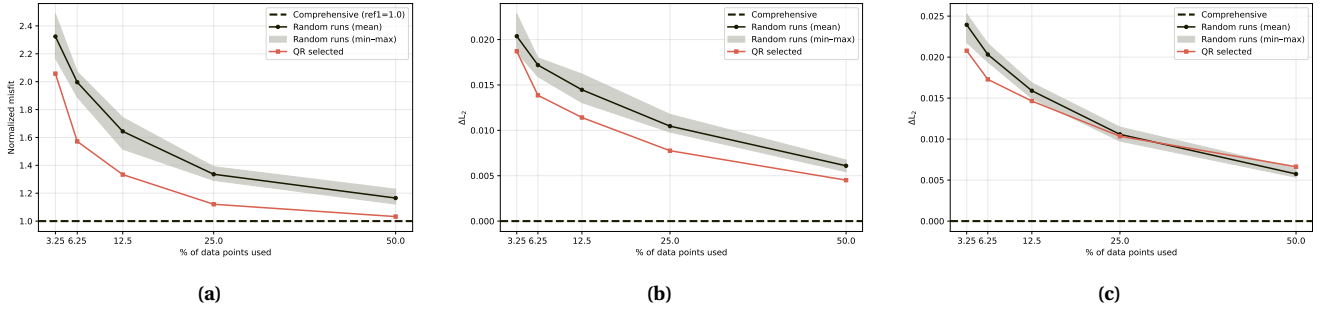 Comprehensive (ref1=1.0)
Random runs (mean)
Random runs (min−max)
QR selected
2.4
2.2
2.0
1.8
1.6
1.4
1.2
1.0
Normalized misfit
3.25 6.25 12.5 25.0 50.0
% of data points used
(a)
Comprehensive
Random runs (mean)
Random runs (min−max)
QR selected
0.020
0.015
0.010
0.005
0.000
ΔL₂
3.25 6.25 12.5 25.0 50.0
% of data points used
(b)
Comprehensive
Random runs (mean)
Random runs (min−max)
QR selected
0.025
0.020
0.015
0.010
0.005
0.000
ΔL₂
3.25 6.25 12.5 25.0 50.0
% of data points used
(c)